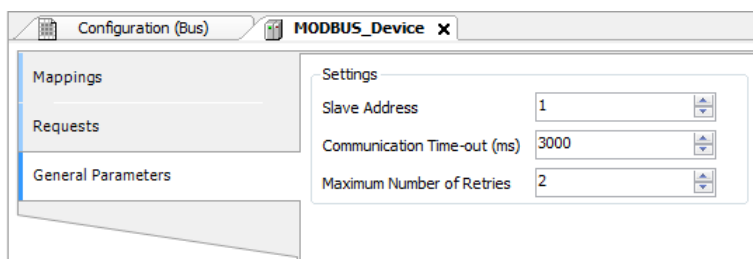 Configuration (Bus)
MODBUS_Device x
Mappings
Requests
General Parameters
Settings
Slave Address 1
Communication Time-out (ms) 3000
Maximum Number of Retries 2